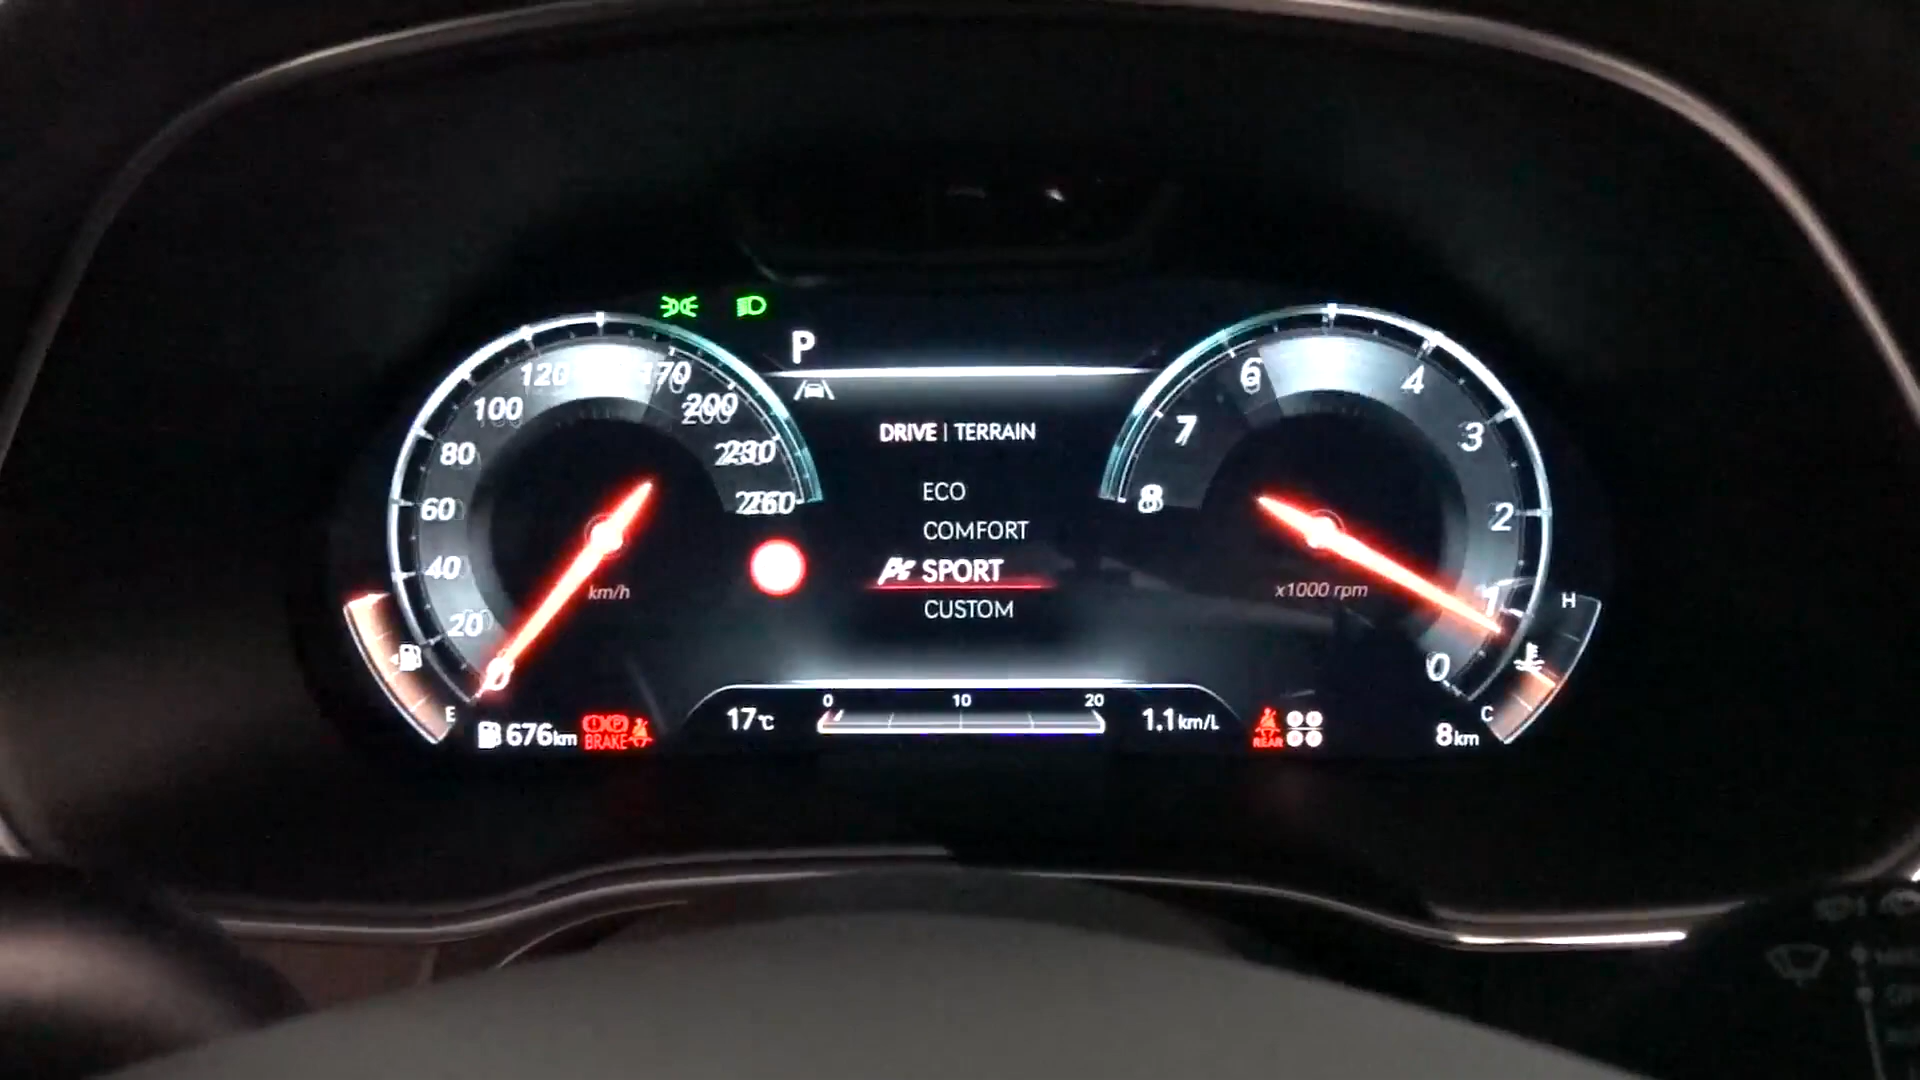 P
DRIVE | TERRAIN
ECO
COMFORT
SPORT
CUSTOM
0
20
40
60
80
100
120
170
200
230
260
km/h
8
7
6
4
3
2
1
0
x1000 rpm
H
C
E
676km
(!)(P)
BRAKE
17°C
0 10 20
1.1km/L
REAR
8km